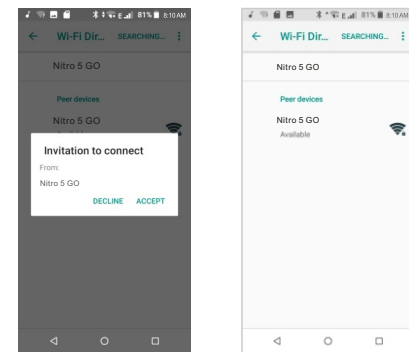 E 81% 8:10 AM
Wi-Fi Dir... SEARCHING...
Nitro 5 GO
Peer devices
Nitro 5 GO
Invitation to connect
From:
Nitro 5 GO
DECLINE ACCEPT
E 81% 8:10 AM
Wi-Fi Dir... SEARCHING...
Nitro 5 GO
Peer devices
Nitro 5 GO
Available